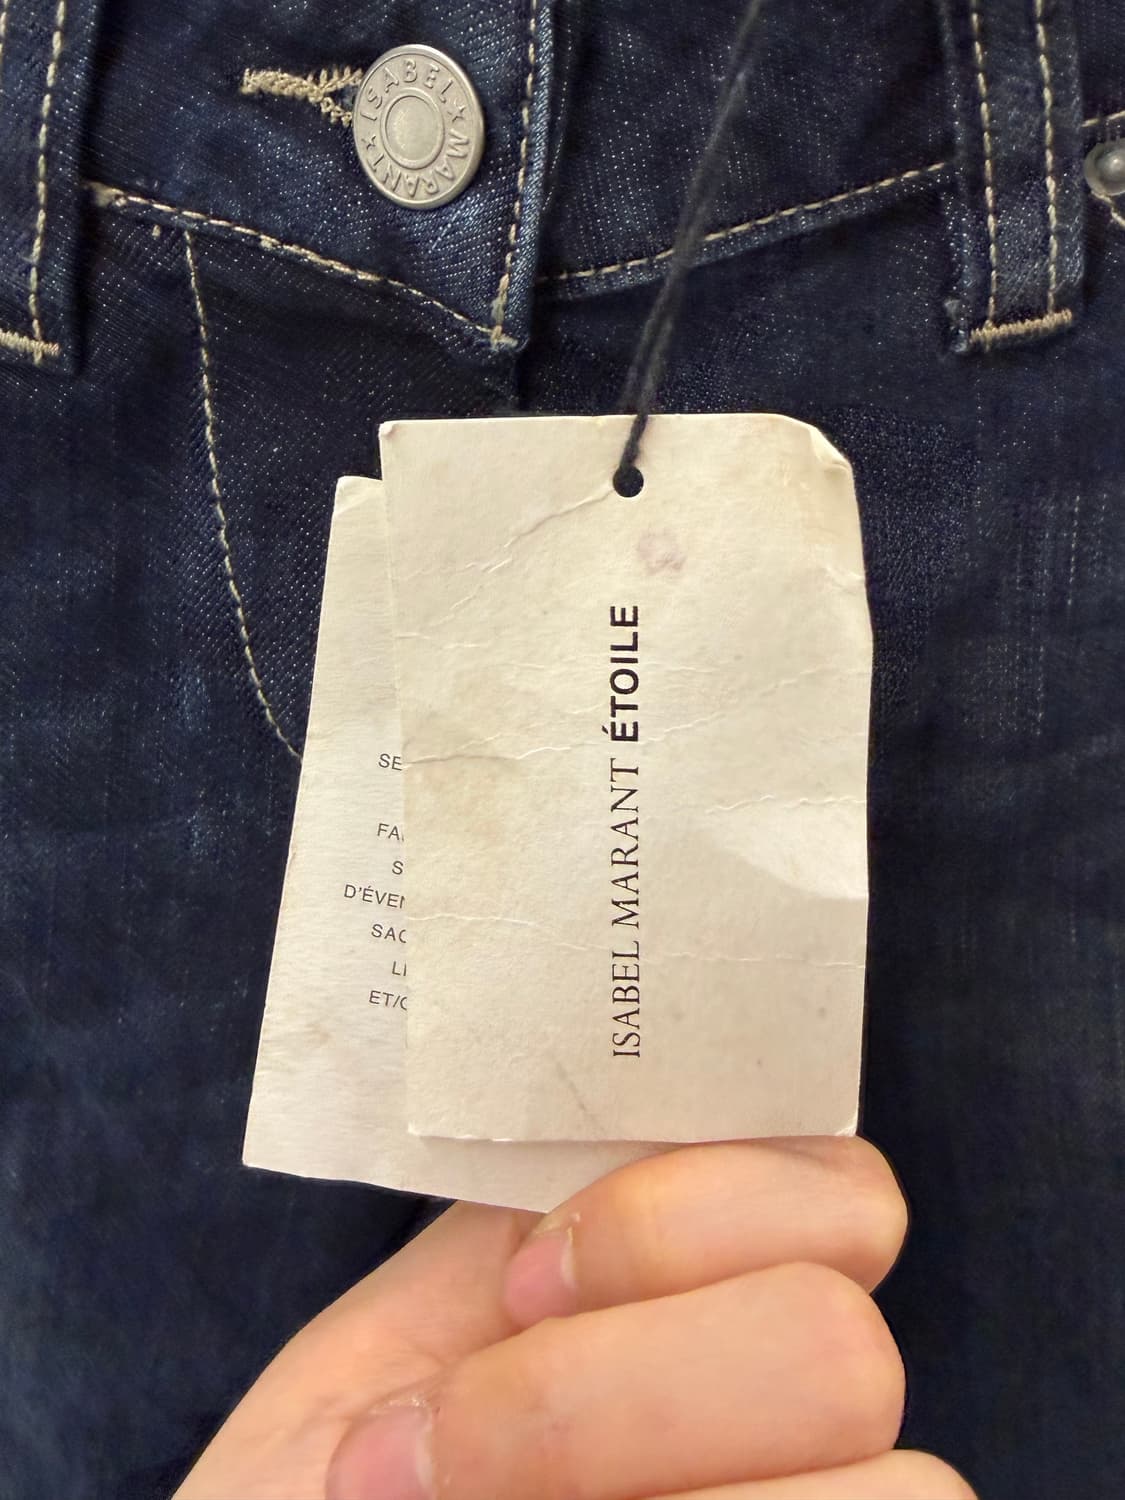 ISABEL ★ MARANT ★
ISABEL MARANT ÉTOILE
SE
FA
S
D'ÉVEN
SAC
LI
ET/